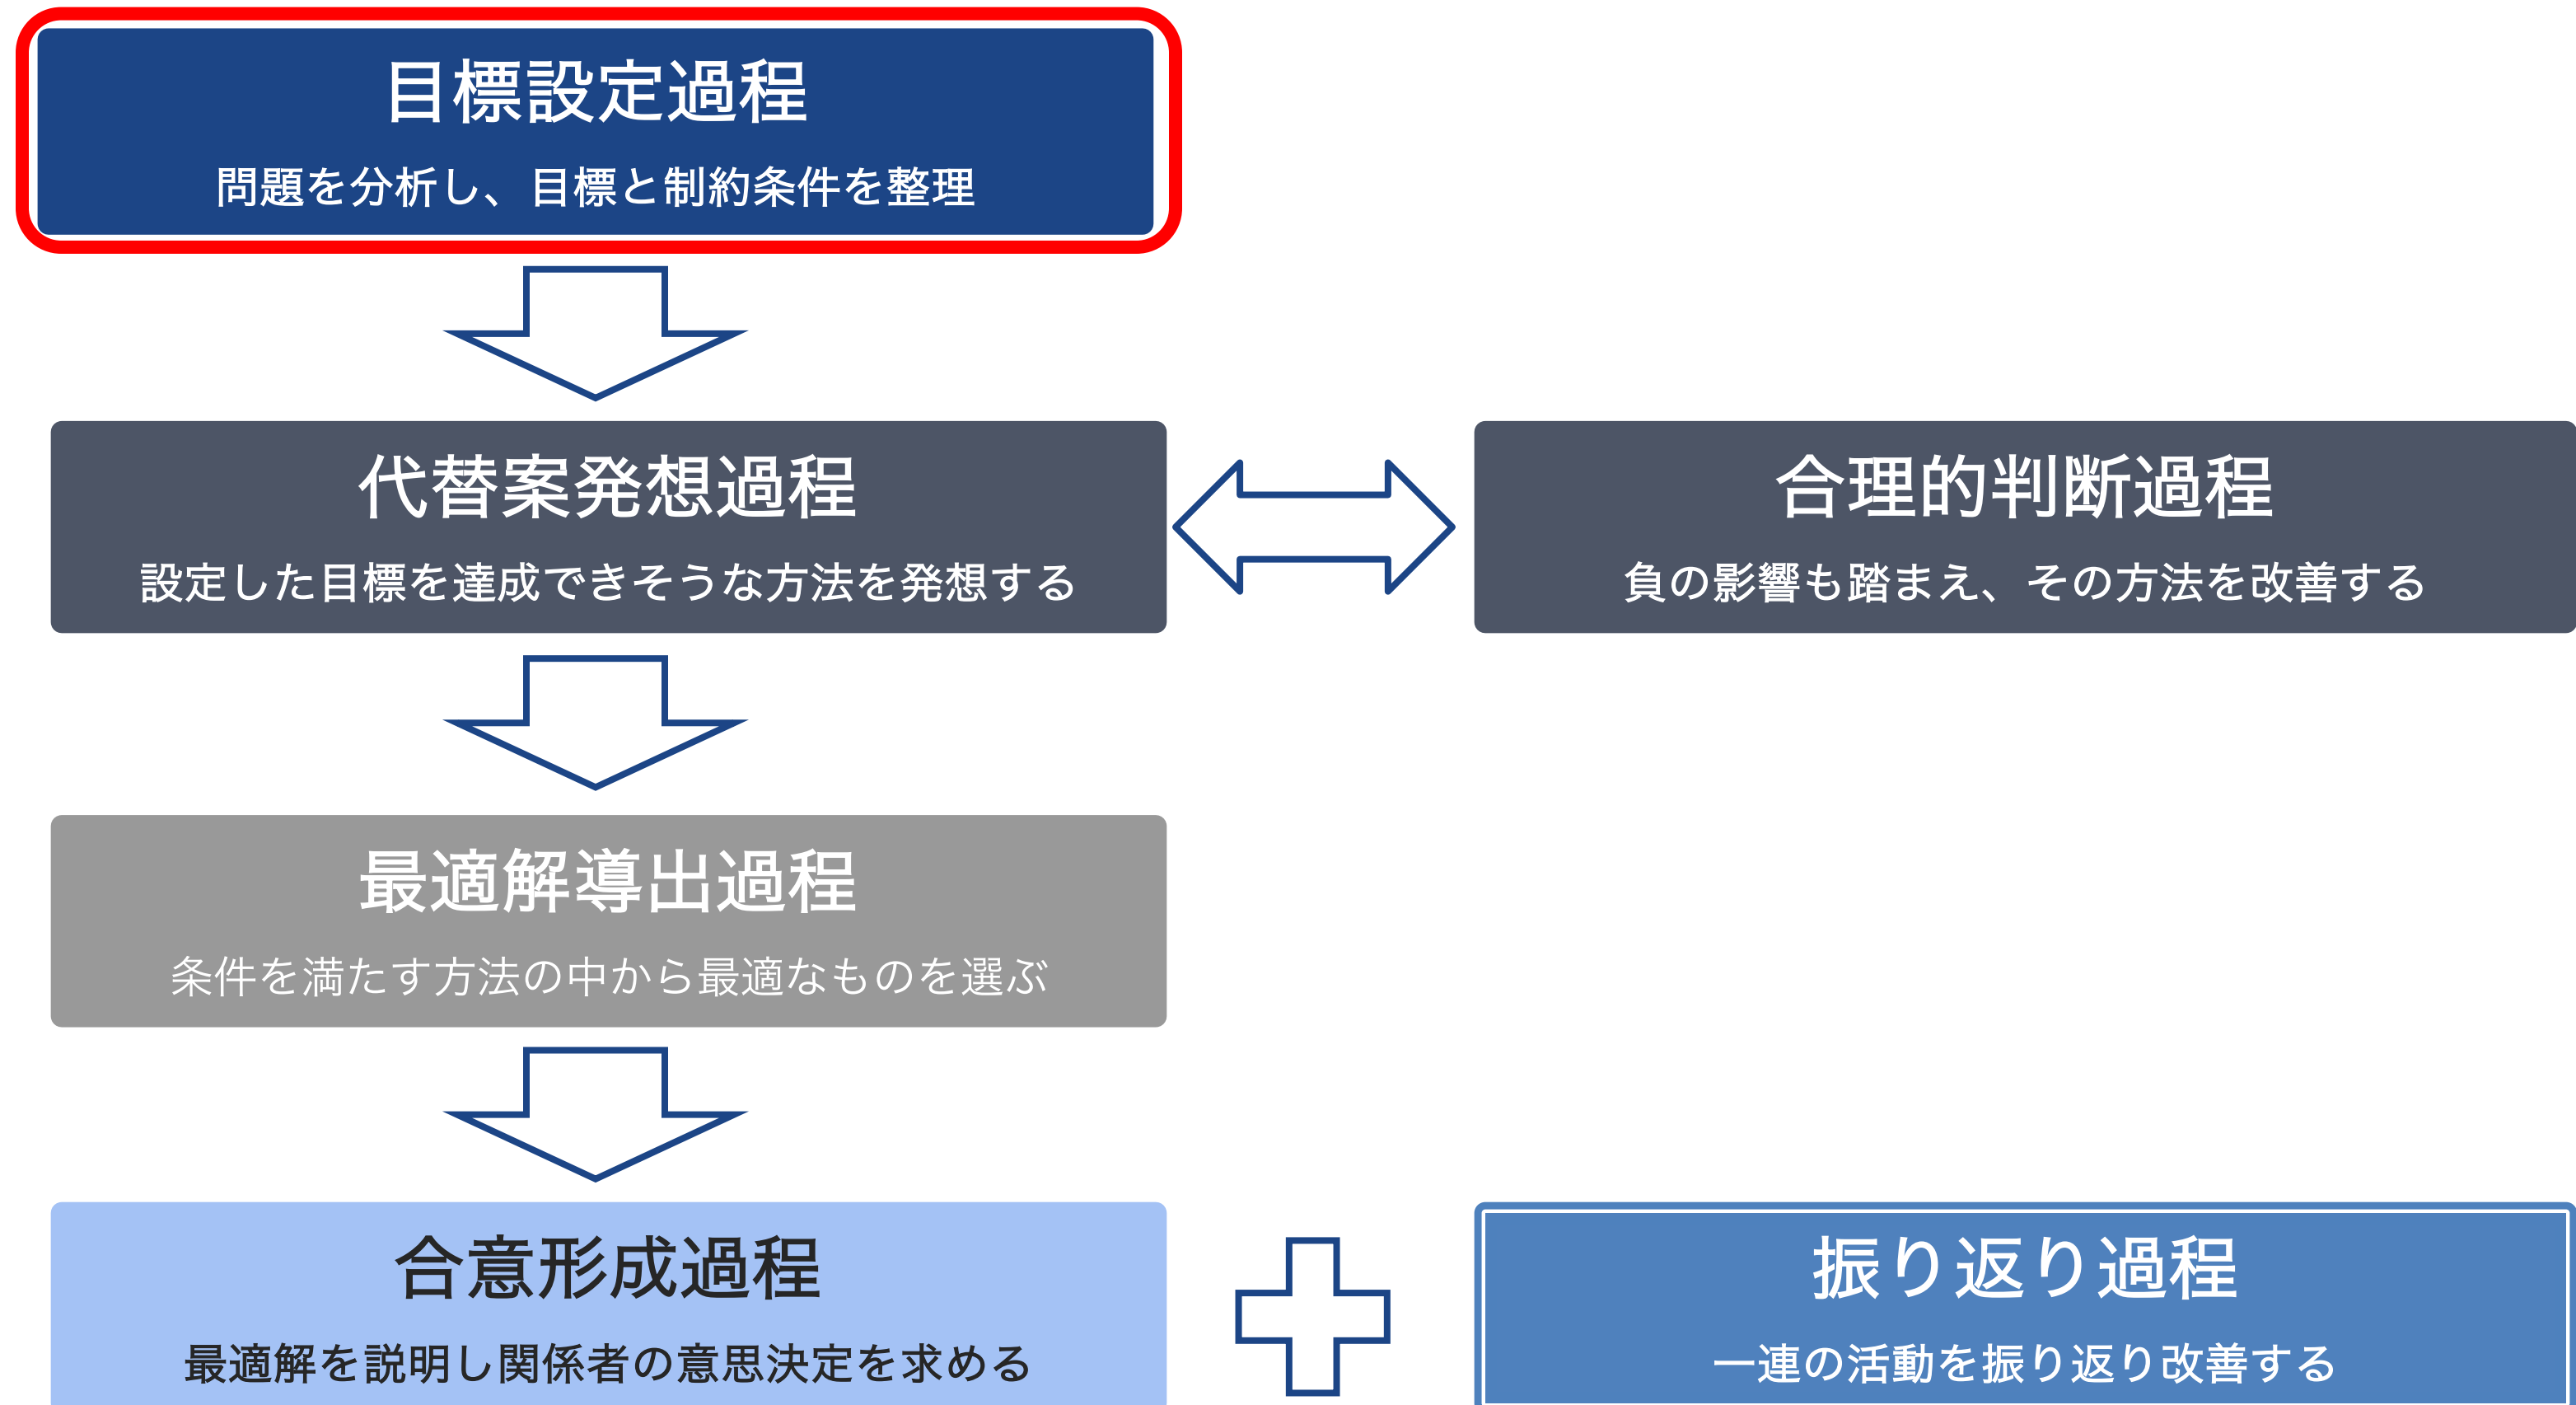 目標設定過程
問題を分析し、目標と制約条件を整理
代替案発想過程
設定した目標を達成できそうな方法を発想する
合理的判断過程
負の影響も踏まえ、その方法を改善する
最適解導出過程
条件を満たす方法の中から最適なものを選ぶ
合意形成過程
最適解を説明し関係者の意思決定を求める
振り返り過程
一連の活動を振り返り改善する